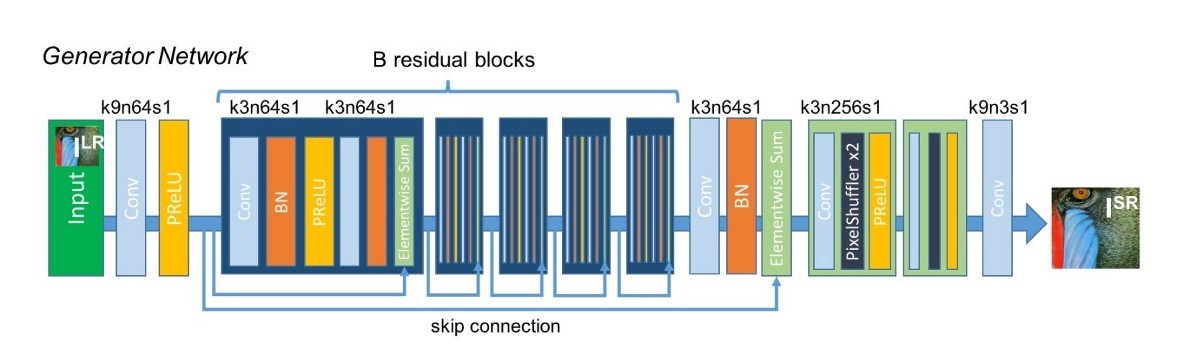 Generator Network
B residual blocks
k9n64s1
k3n64s1
k3n64s1
k3n64s1
k3n256s1
k9n3s1
I LR
Input
Conv
PReLU
Conv
BN
PReLU
Elementwise Sum
Conv
BN
Elementwise Sum
Conv
PixelShuffler x2
PReLU
Conv
I SR
skip connection